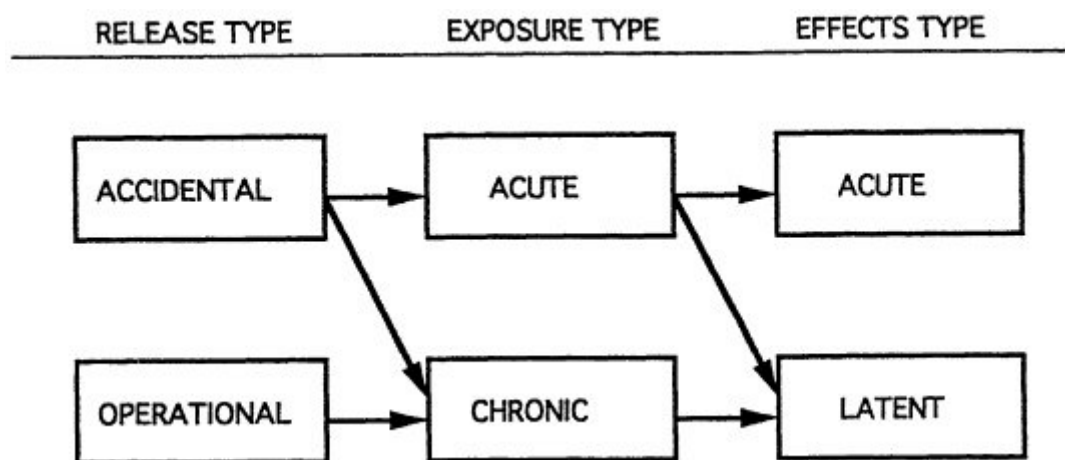 RELEASE TYPE EXPOSURE TYPE EFFECTS TYPE
ACCIDENTAL ACUTE ACUTE
OPERATIONAL CHRONIC LATENT